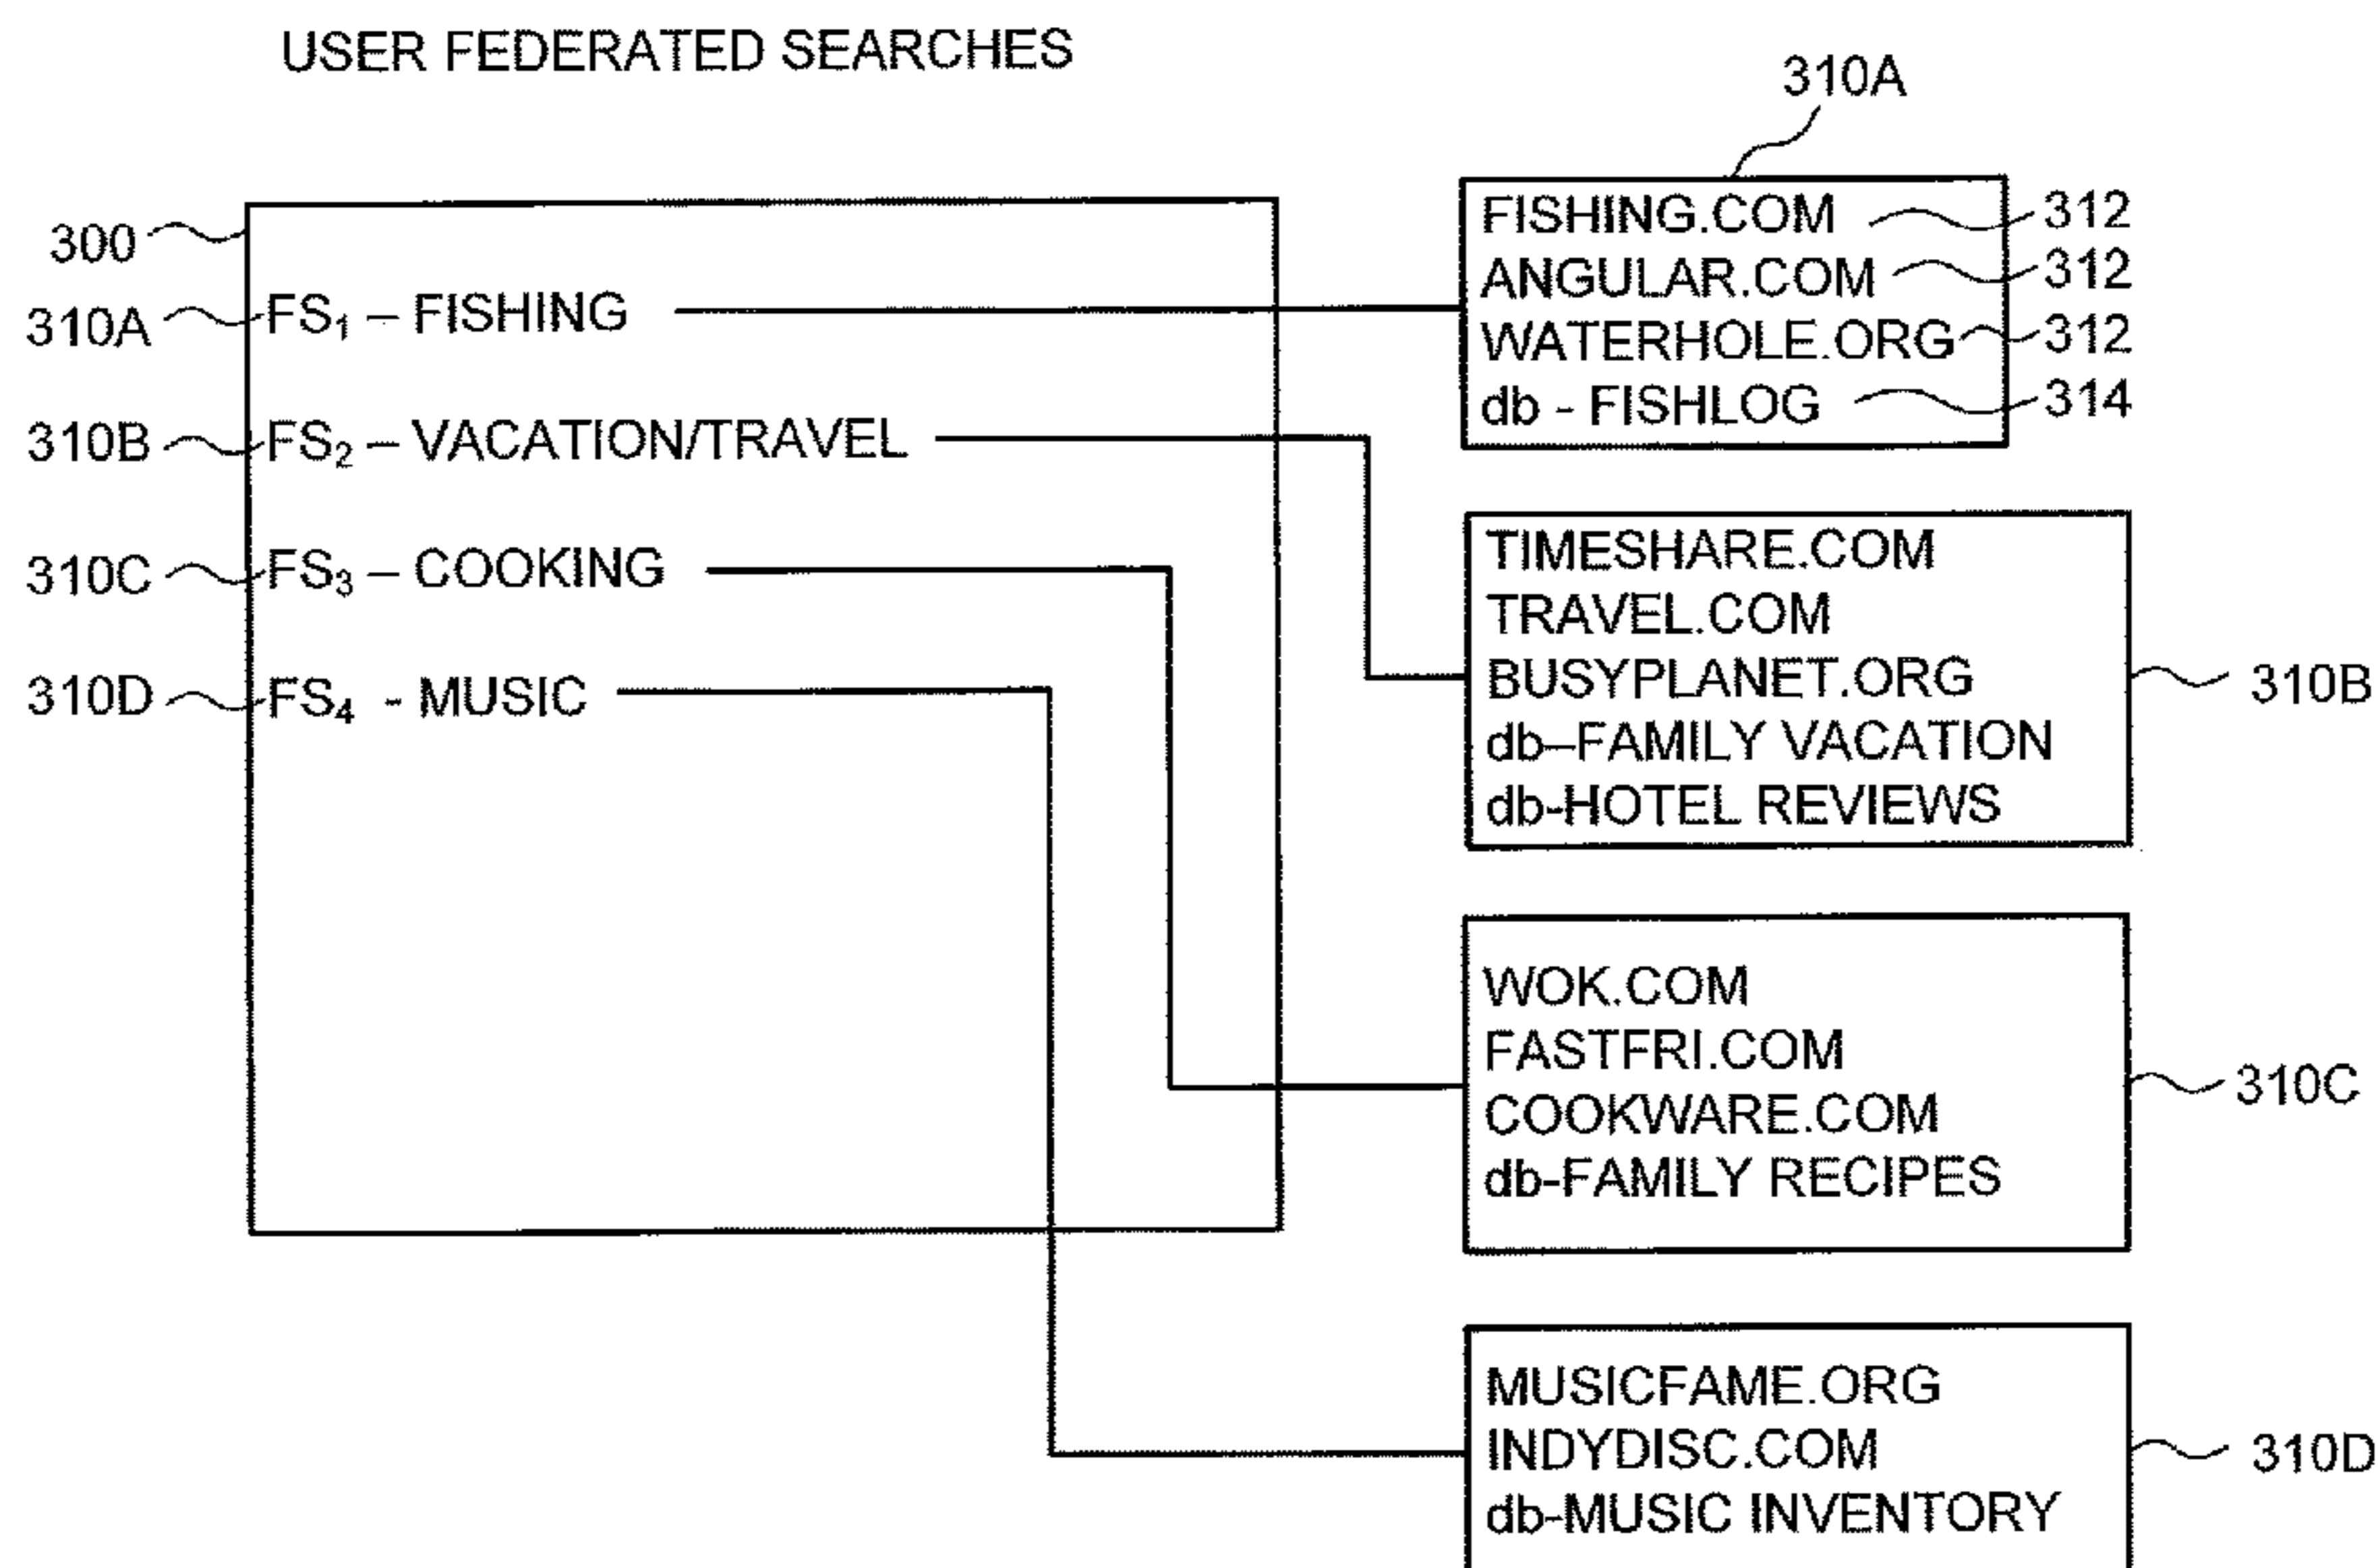 USER FEDERATED SEARCHES
310A
300
310A FS₁ – FISHING
310B FS₂ – VACATION/TRAVEL
310C FS₃ – COOKING
310D FS₄ - MUSIC
FISHING.COM 312
ANGULAR.COM 312
WATERHOLE.ORG 312
db - FISHLOG 314
TIMESHARE.COM
TRAVEL.COM
BUSYPLANET.ORG
db–FAMILY VACATION
db-HOTEL REVIEWS
310B
WOK.COM
FASTFRI.COM
COOKWARE.COM
db-FAMILY RECIPES
310C
MUSICFAME.ORG
INDYDISC.COM
db-MUSIC INVENTORY
310D